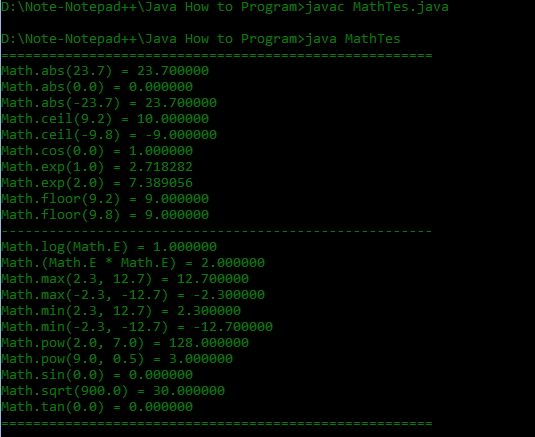 D:\Note-Notepad++\Java How to Program>javac MathTes.java
D:\Note-Notepad++\Java How to Program>java MathTes
======================================================
Math.abs(23.7) = 23.700000
Math.abs(0.0) = 0.000000
Math.abs(-23.7) = 23.700000
Math.ceil(9.2) = 10.000000
Math.ceil(-9.8) = -9.000000
Math.cos(0.0) = 1.000000
Math.exp(1.0) = 2.718282
Math.exp(2.0) = 7.389056
Math.floor(9.2) = 9.000000
Math.floor(9.8) = 9.000000
------------------------------------------------------
Math.log(Math.E) = 1.000000
Math.(Math.E * Math.E) = 2.000000
Math.max(2.3, 12.7) = 12.700000
Math.max(-2.3, -12.7) = -2.300000
Math.min(2.3, 12.7) = 2.300000
Math.min(-2.3, -12.7) = -12.700000
Math.pow(2.0, 7.0) = 128.000000
Math.pow(9.0, 0.5) = 3.000000
Math.sin(0.0) = 0.000000
Math.sqrt(900.0) = 30.000000
Math.tan(0.0) = 0.000000
======================================================